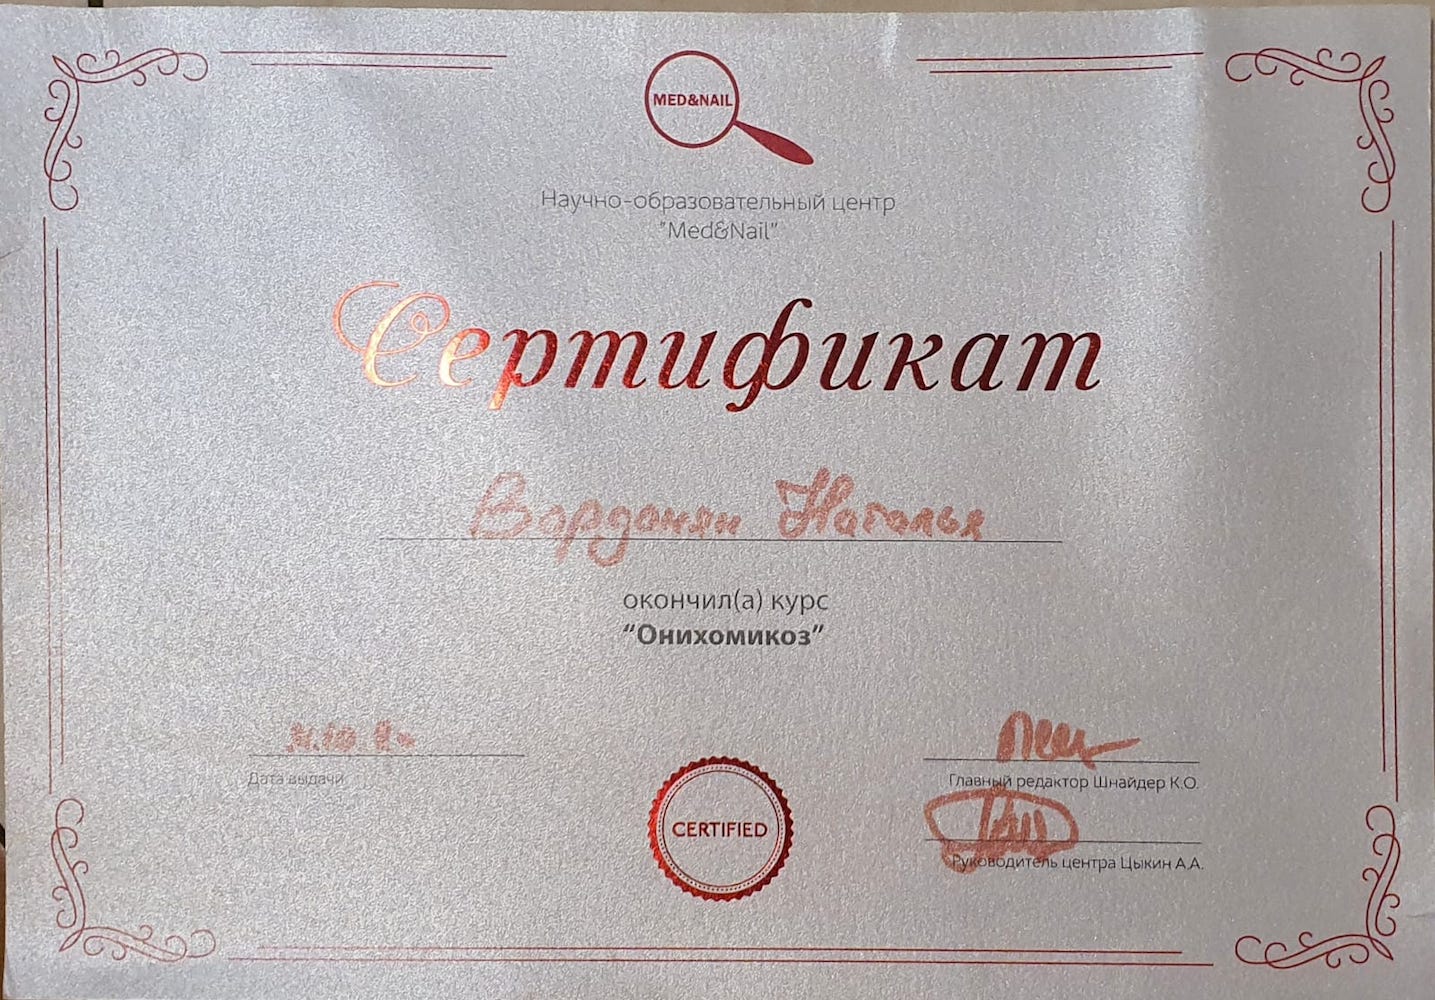 MED&NAIL
Научно-образовательный центр
"Med&Nail"
Сертификат
Вордонян Наталья
окончил(а) курс
“Онихомикоз”
Дата выдачи
CERTIFIED
Главный редактор Шнайдер К.О.
Руководитель центра Цыкин А.А.